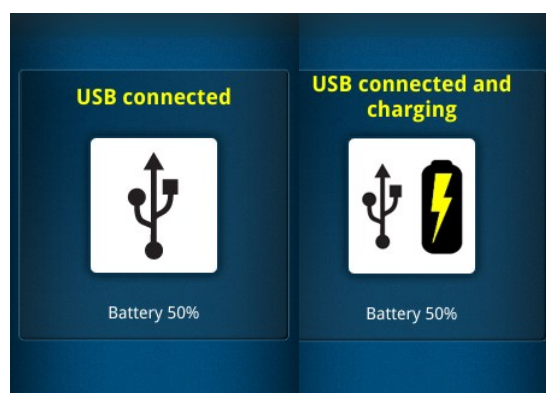 USB connected
Battery 50%
USB connected and
charging
Battery 50%